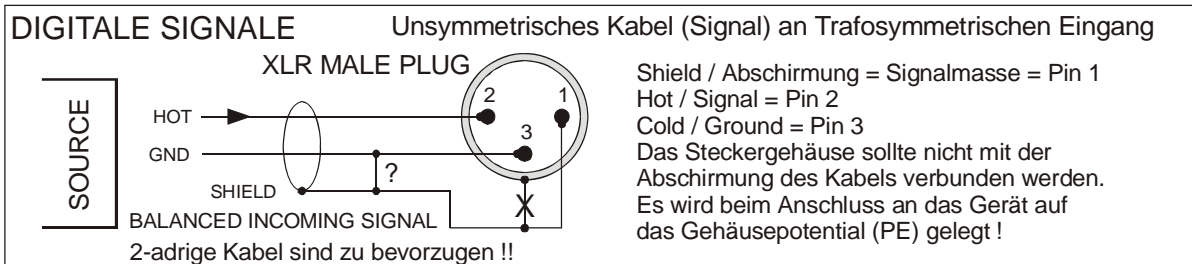 DIGITALE SIGNALE
Unsymmetrisches Kabel (Signal) an Trafosymmetrischen Eingang
XLR MALE PLUG
SOURCE
HOT
GND
SHIELD
?
2
1
3
X
BALANCED INCOMING SIGNAL
2-adrige Kabel sind zu bevorzugen !!
Shield / Abschirmung = Signalmasse = Pin 1
Hot / Signal = Pin 2
Cold / Ground = Pin 3
Das Steckergehäuse sollte nicht mit der
Abschirmung des Kabels verbunden werden.
Es wird beim Anschluss an das Gerät auf
das Gehäusepotential (PE) gelegt !